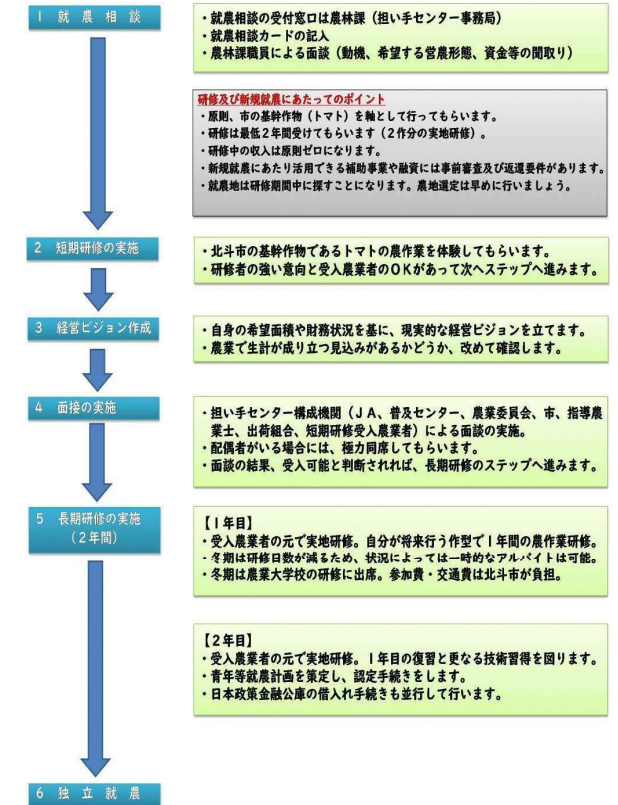 1 就農相談
・就農相談の受付窓口は農林課（担い手センター事務局）
・就農相談カードの記入
・農林課職員による面談（動機、希望する営農形態、資金等の聞取り）
研修及び新規就農にあたってのポイント
・原則、市の基幹作物（トマト）を軸として行ってもらいます。
・研修は最低２年間受けてもらいます（２作分の実地研修）。
・研修中の収入は原則ゼロになります。
・新規就農にあたり活用できる補助事業や融資には事前審査及び返還要件があります。
・就農地は研修期間中に探すことになります。農地選定は早めに行いましょう。
2 短期研修の実施
・北斗市の基幹作物であるトマトの農作業を体験してもらいます。
・研修者の強い意向と受入農業者のＯＫがあって次へステップへ進みます。
3 経営ビジョン作成
・自身の希望面積や財務状況を基に、現実的な経営ビジョンを立てます。
・農業で生計が成り立つ見込みがあるかどうか、改めて確認します。
4 面接の実施
・担い手センター構成機関（ＪＡ、普及センター、農業委員会、市、指導農
業士、出荷組合、短期研修受入農業者）による面談の実施。
・配偶者がいる場合には、極力同席してもらいます。
・面談の結果、受入可能と判断されれば、長期研修のステップへ進みます。
5 長期研修の実施
（２年間）
【１年目】
・受入農業者の元で実地研修。自分が将来行う作型で１年間の農作業研修。
・冬期は研修日数が減るため、状況によっては一時的なアルバイトは可能。
・冬期は農業大学校の研修に出席。参加費・交通費は北斗市が負担。
【２年目】
・受入農業者の元で実地研修。１年目の復習と更なる技術習得を図ります。
・青年等就農計画を策定し、認定手続きをします。
・日本政策金融公庫の借入れ手続きも並行して行います。
6 独立就農